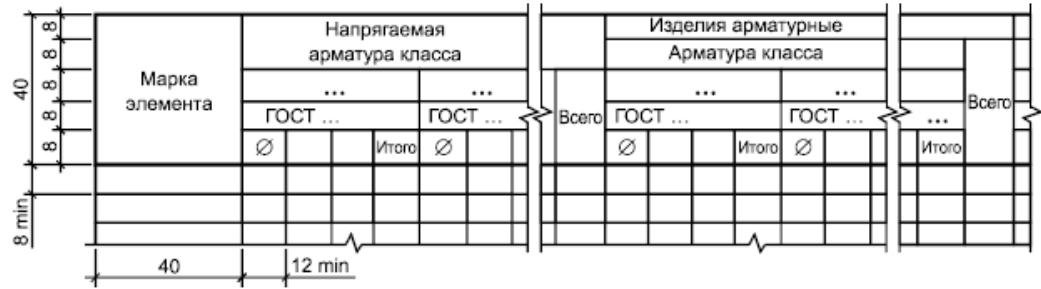 8
8
8
8
8
40
8 min
Марка
элемента
Напрягаемая
арматура класса
Изделия арматурные
Арматура класса
... ... ... ...
ГОСТ ... ГОСТ ... Всего ГОСТ ... ГОСТ ... ... Всего
Ø Итого Ø Ø Итого Ø Итого
40 12 min